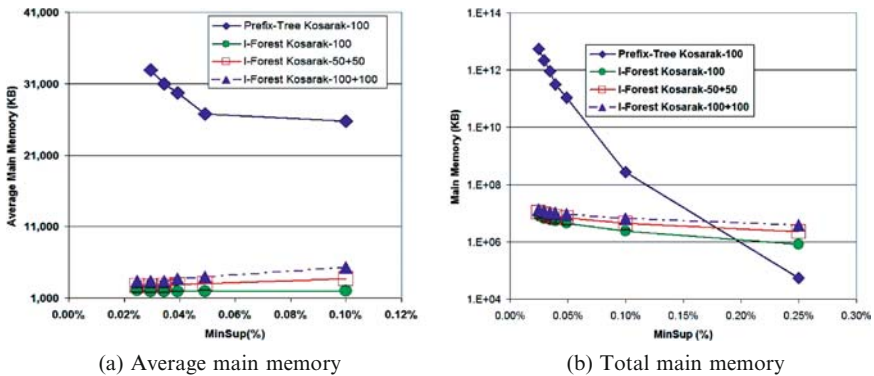 41,000
31,000
21,000
11,000
1,000
Average Main Memory (KB)
Prefix-Tree Kosarak-100
I-Forest Kosarak-100
I-Forest Kosarak-50+50
I-Forest Kosarak-100+100
0.00% 0.02% 0.04% 0.06% 0.08% 0.10% 0.12%
MinSup(%)
(a) Average main memory
1.E+14
1.E+12
1.E+10
1.E+08
1.E+06
1.E+04
Main Memory (KB)
Prefix-Tree Kosarak-100
I-Forest Kosarak-100
I-Forest Kosarak-50+50
I-Forest Kosarak-100+100
0.00% 0.05% 0.10% 0.15% 0.20% 0.25% 0.30%
MinSup (%)
(b) Total main memory